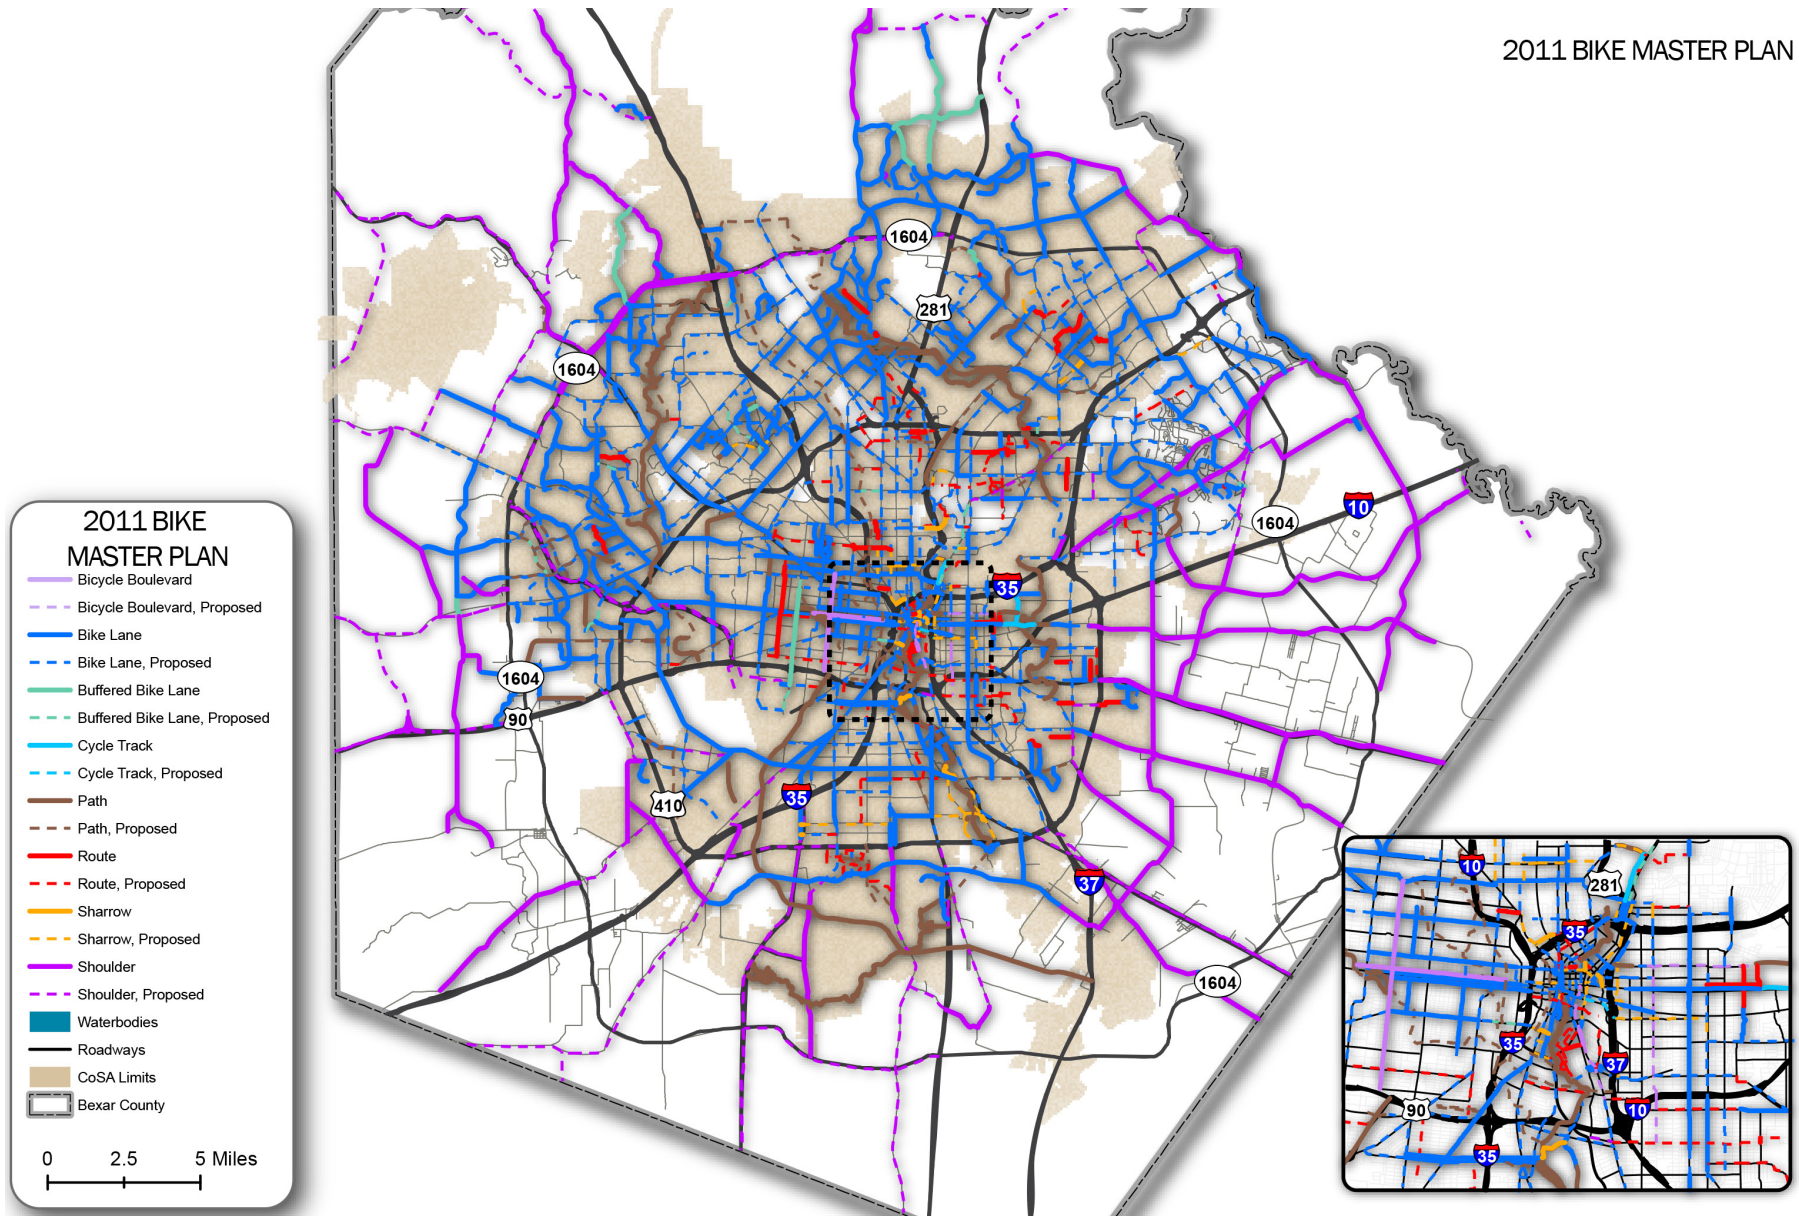 2011 BIKE MASTER PLAN
1604
281
1604
10
1604
35
1604
90
410
35
37
1604
2011 BIKE
MASTER PLAN
Bicycle Boulevard
Bicycle Boulevard, Proposed
Bike Lane
Bike Lane, Proposed
Buffered Bike Lane
Buffered Bike Lane, Proposed
Cycle Track
Cycle Track, Proposed
Path
Path, Proposed
Route
Route, Proposed
Sharrow
Sharrow, Proposed
Shoulder
Shoulder, Proposed
Waterbodies
Roadways
CoSA Limits
Bexar County
0 2.5 5 Miles
10
281
35
35
37
90
10
35